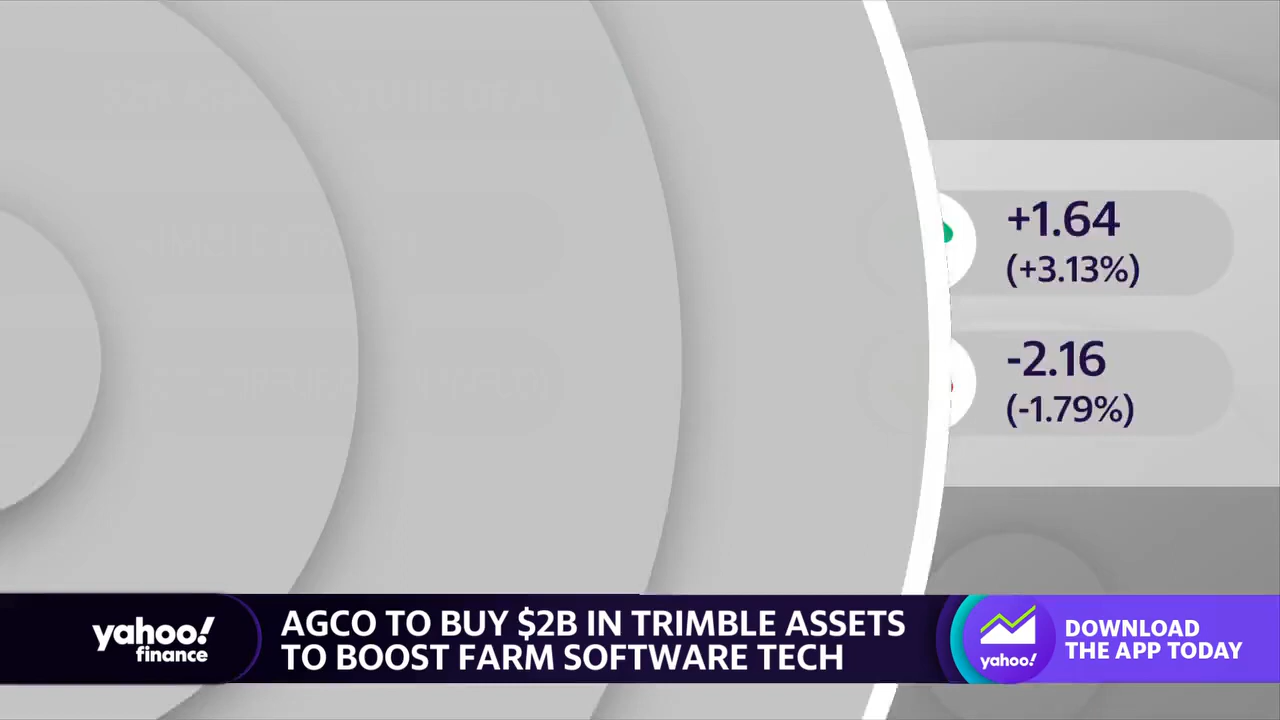 +1.64
(+3.13%)
-2.16
(-1.79%)
yahoo!
finance
AGCO TO BUY $2B IN TRIMBLE ASSETS
TO BOOST FARM SOFTWARE TECH
yahoo!
DOWNLOAD
THE APP TODAY